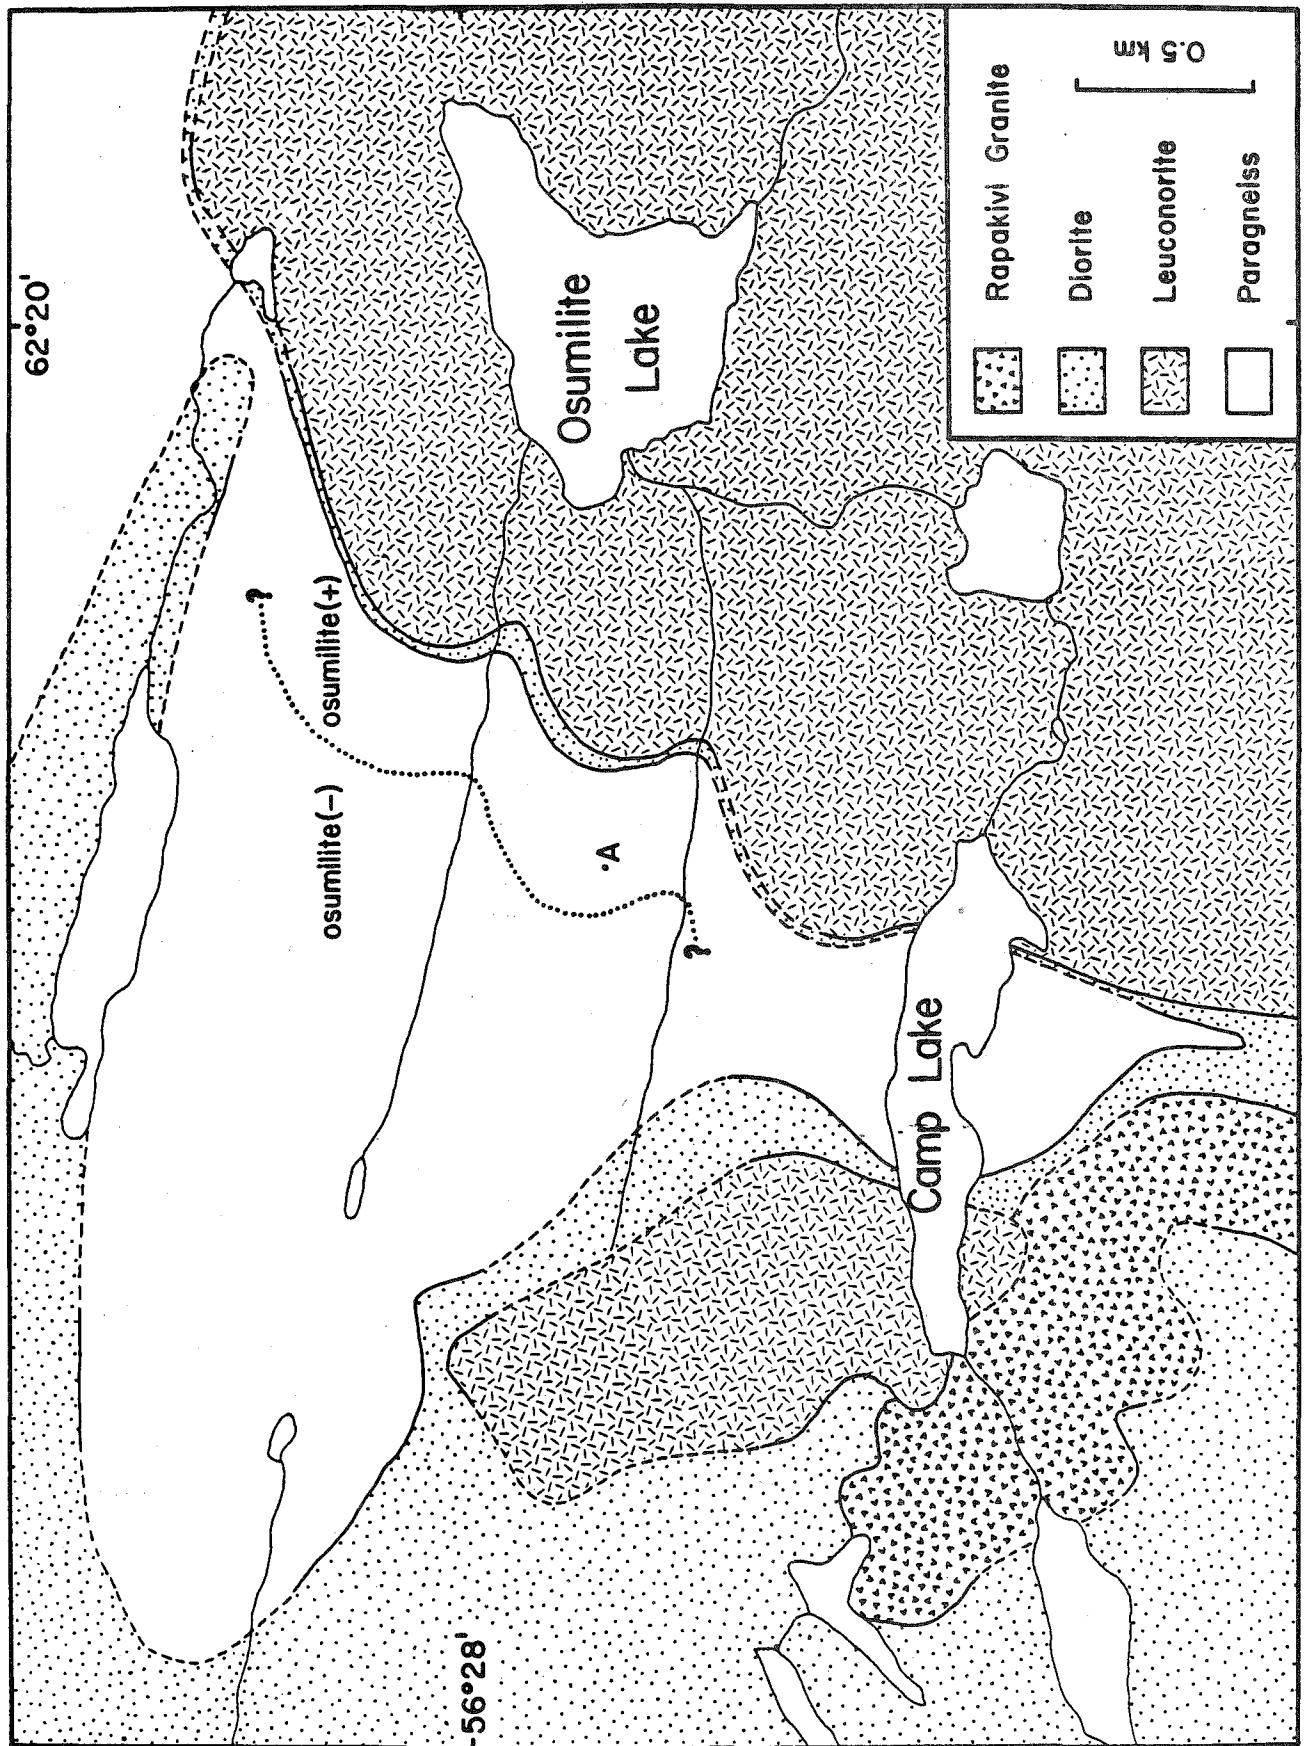 62°20'
Osumilite
Lake
osumilite(+)
?
osumilite(-)
.A
?
Camp Lake
56°28'
Rapakivi Granite
Diorite
Leuconorite
Paragneiss
0.5 km